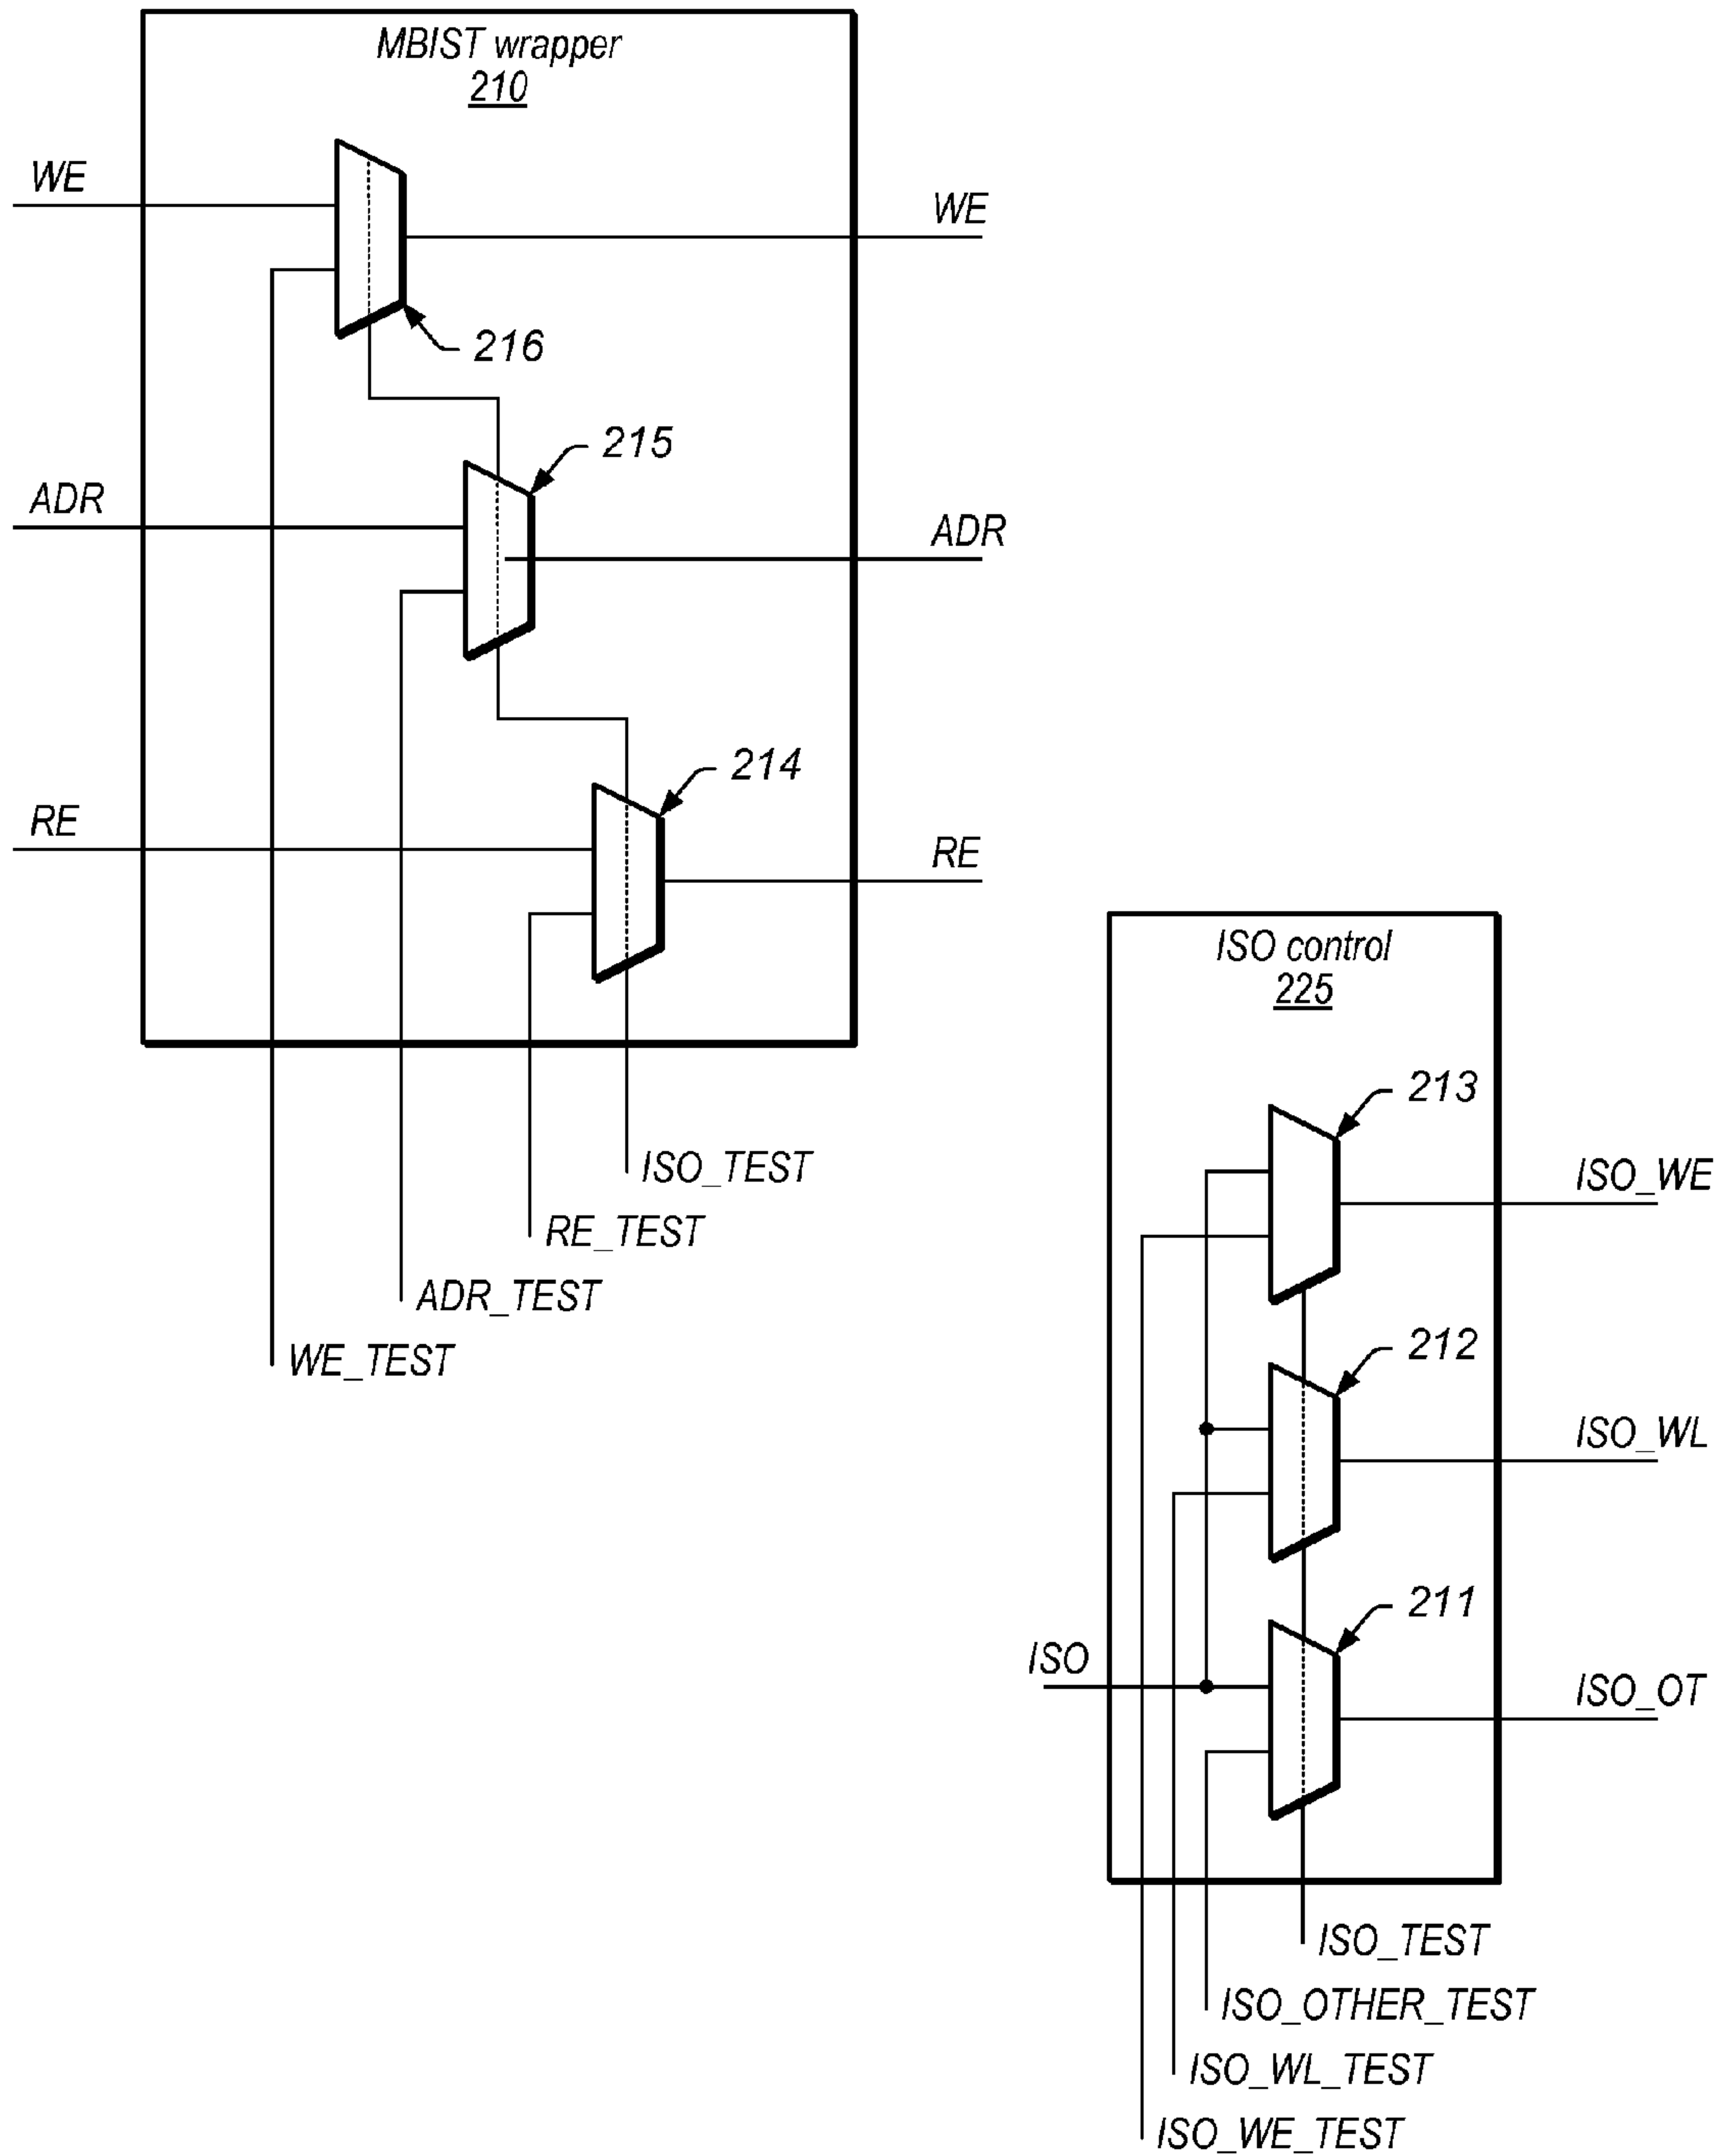 MBIST wrapper
210
WE
WE
216
215
ADR
ADR
214
RE
RE
ISO control
225
213
ISO_TEST
ISO_WE
RE_TEST
ADR_TEST
212
WE_TEST
ISO_WL
211
ISO
ISO_OT
ISO_TEST
ISO_OTHER_TEST
ISO_WL_TEST
ISO_WE_TEST